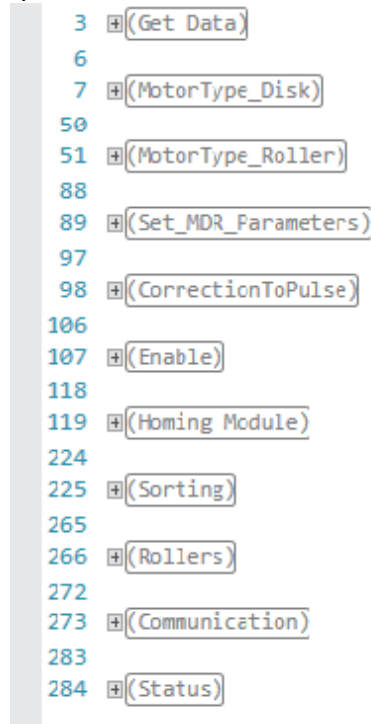 3 (Get Data)
6
7 (MotorType_Disk)
50
51 (MotorType_Roller)
88
89 (Set_MDR_Parameters)
97
98 (CorrectionToPulse)
106
107 (Enable)
118
119 (Homing Module)
224
225 (Sorting)
265
266 (Rollers)
272
273 (Communication)
283
284 (Status)